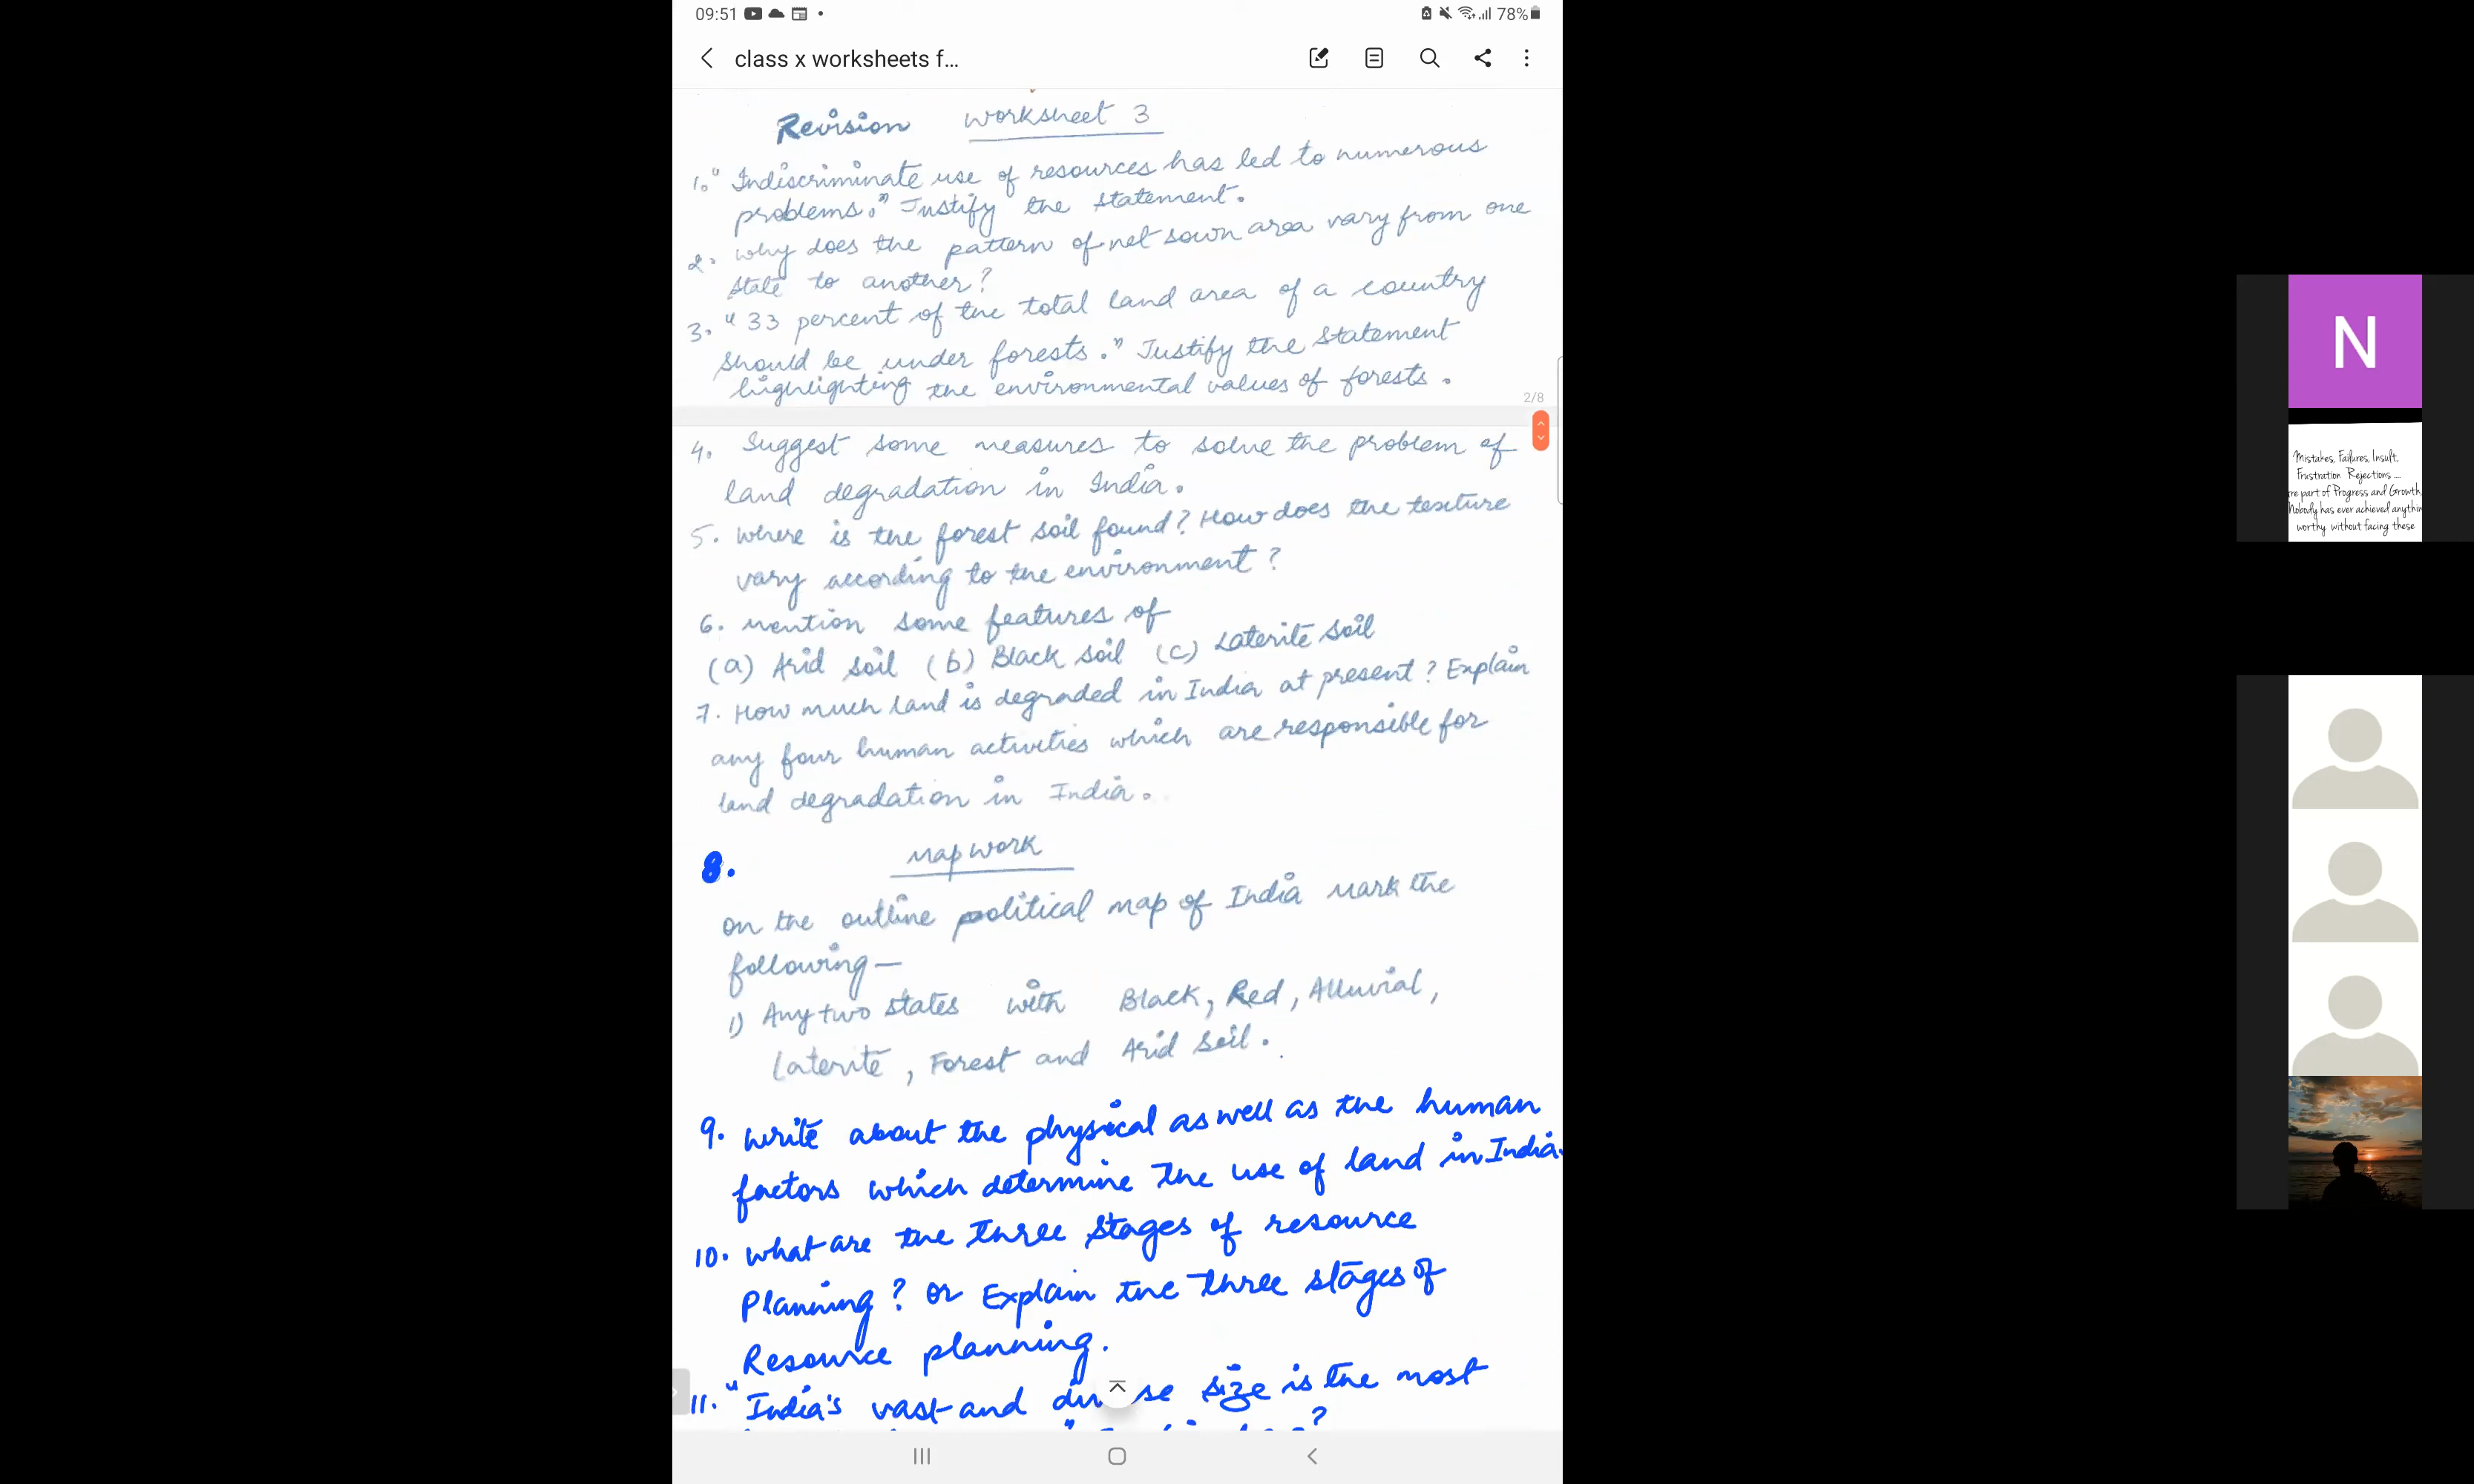 09:51
78%
class x worksheets f...
Revision worksheet 3
1. "Indiscriminate use of resources has led to numerous
problems." Justify the statement.
2. why does the pattern of net sown area vary from one
state to another?
3. "33 percent of the total land area of a country
should be under forests." Justify the statement
highlighting the environmental values of forests.
2/8
4. Suggest some measures to solve the problem of
land degradation in India.
5. where is the forest soil found? How does the texture
vary according to the environment?
6. mention some features of
(a) Arid soil (b) Black soil (c) Laterite soil
7. How much land is degraded in India at present? Explain
any four human activities which are responsible for
land degradation in India.
8. Map work
on the outline political map of India mark the
following—
1) Any two states with Black, Red, Alluvial,
Laterite, Forest and Arid soil.
9. write about the physical as well as the human
factors which determine the use of land in India.
10. what are the three stages of resource
Planning? or Explain the three stages of
Resource planning.
11. "India's vast and size is the most
N
Mistakes, Failures, Insult,
Frustration Rejections ...
re part of Progress and Growth,
Nobody has ever achieved anythin
worthy without facing these